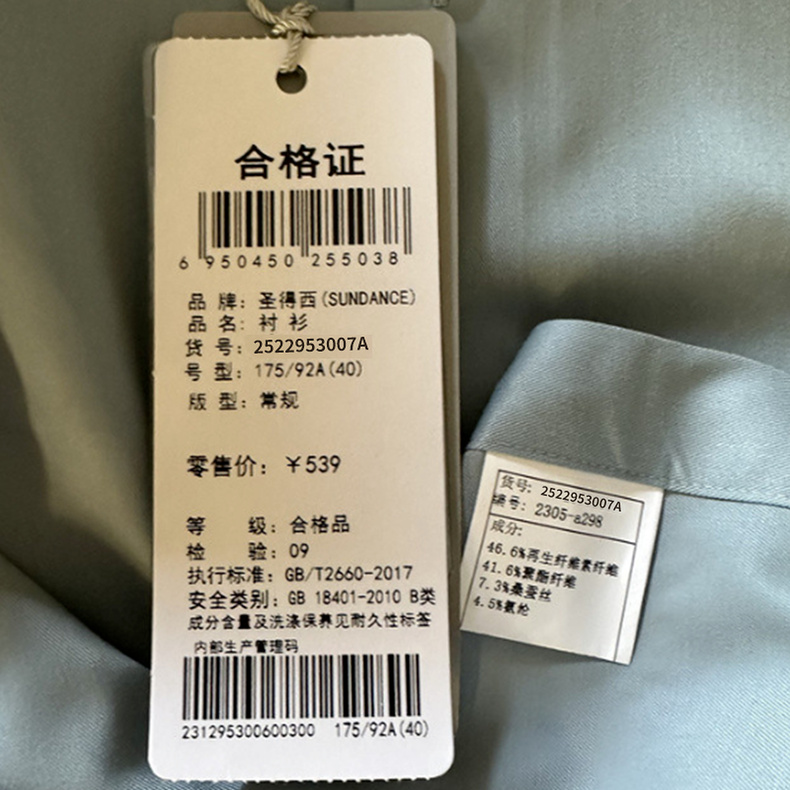 合格证
6 950450 255038
品 牌：圣得西(SUNDANCE)
品 名：衬 衫
货 号：2522953007A
号 型：175/92A(40)
版 型：常规
零售价：￥539
等 级：合格品
检 验：09
执行标准：GB/T2660-2017
安全类别：GB 18401-2010 B类
成分含量及洗涤保养见耐久性标签
内部生产管理码
231295300600300 175/92A(40)
货号：2522953007A
编号：2305-a298
成分：
46.6%再生纤维素纤维
41.6%聚酯纤维
7.3%桑蚕丝
4.5%氨纶